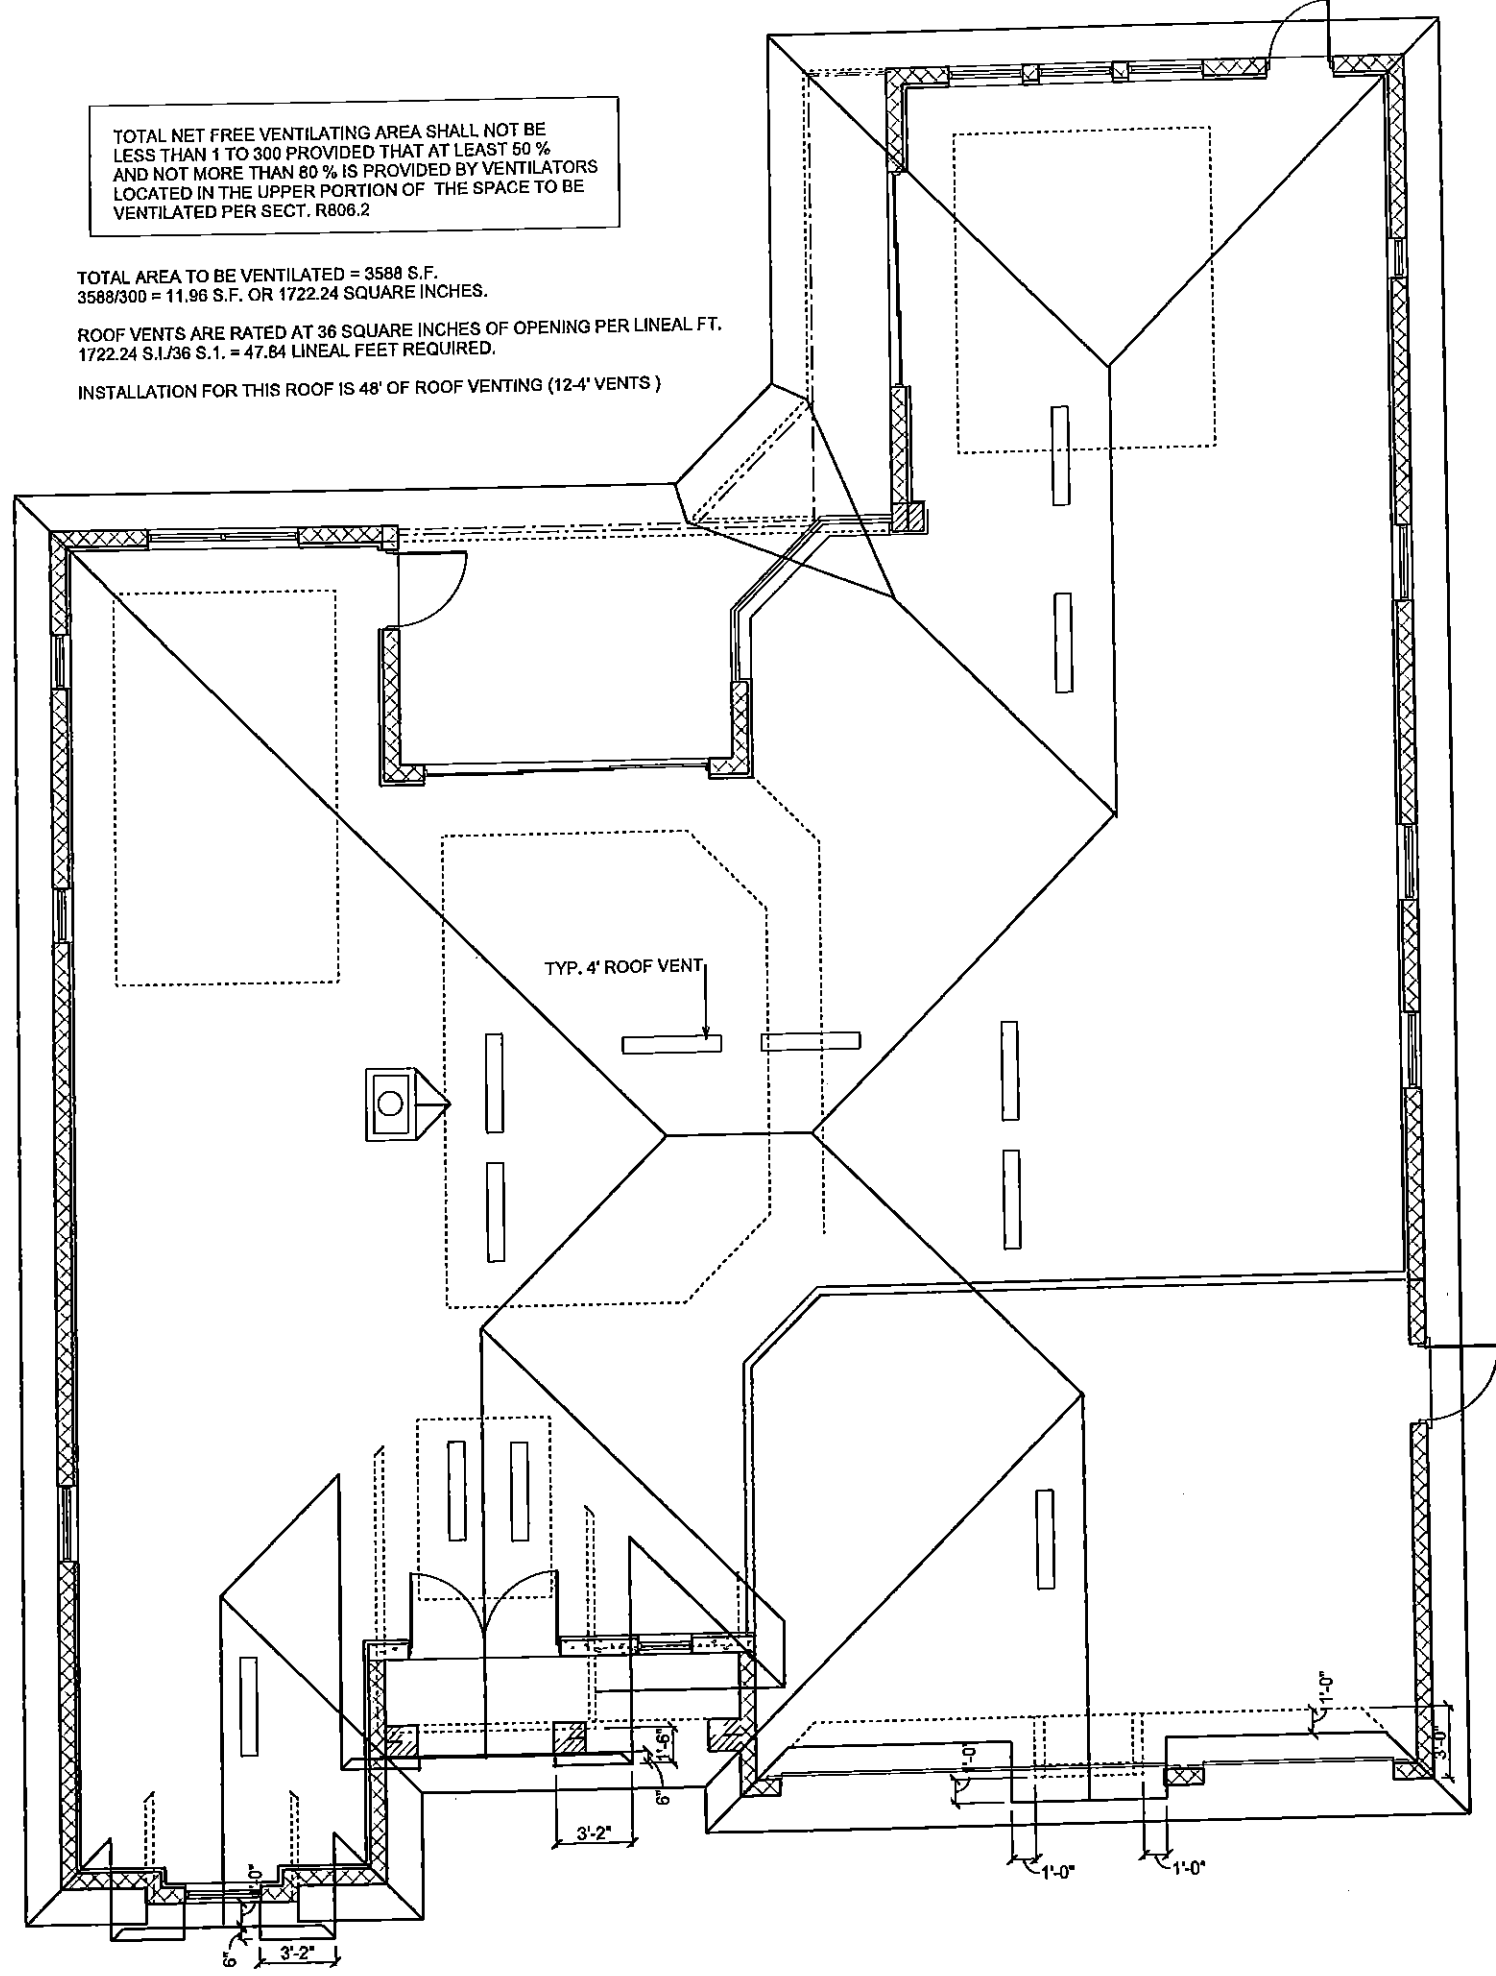 TOTAL NET FREE VENTILATING AREA SHALL NOT BE
LESS THAN 1 TO 300 PROVIDED THAT AT LEAST 50 %
AND NOT MORE THAN 80 % IS PROVIDED BY VENTILATORS
LOCATED IN THE UPPER PORTION OF THE SPACE TO BE
VENTILATED PER SECT. R806.2
TOTAL AREA TO BE VENTILATED = 3588 S.F.
3588/300 = 11.96 S.F. OR 1722.24 SQUARE INCHES.
ROOF VENTS ARE RATED AT 36 SQUARE INCHES OF OPENING PER LINEAL FT.
1722.24 S.I./36 S.1. = 47.84 LINEAL FEET REQUIRED.
INSTALLATION FOR THIS ROOF IS 48' OF ROOF VENTING (12-4' VENTS )
TYP. 4' ROOF VENT
1'-0"
1'-6"
3'-0"
6"
3'-2"
1'-0"
1'-0"
6"
3'-2"